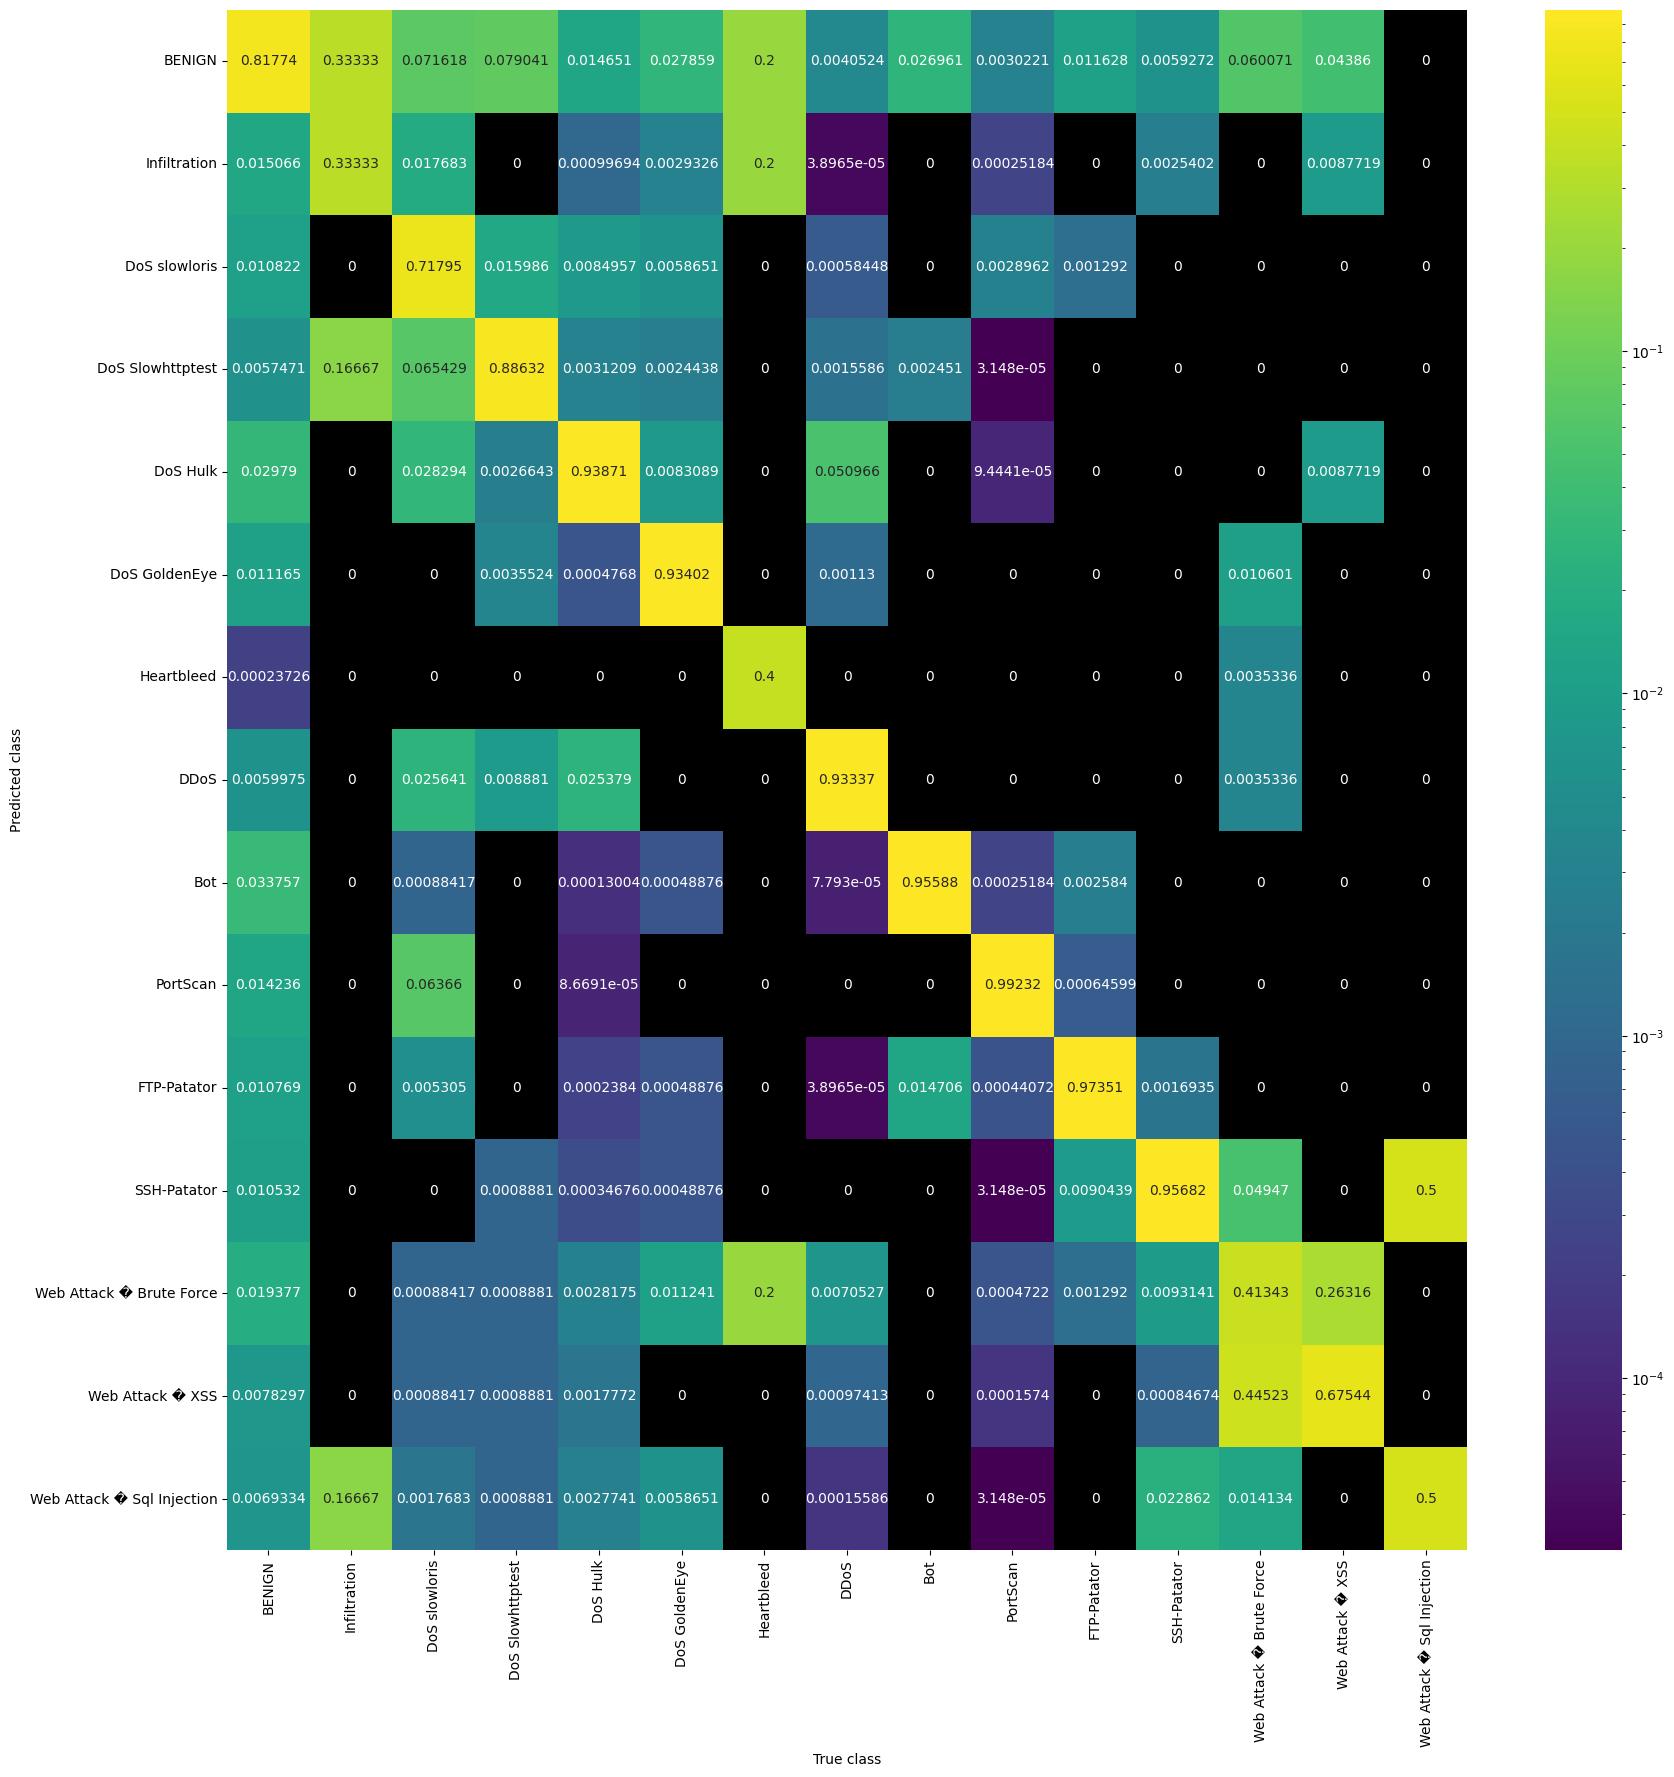 BENIGN 0.81774 0.33333 0.071618 0.079041 0.014651 0.027859 0.2 0.0040524 0.026961 0.0030221 0.011628 0.0059272 0.060071 0.04386 0
Infiltration 0.015066 0.33333 0.017683 0 0.00099694 0.0029326 0.2 3.8965e-05 0 0.00025184 0 0.0025402 0 0.0087719 0
DoS slowloris 0.010822 0 0.71795 0.015986 0.0084957 0.0058651 0 0.00058448 0 0.0028962 0.001292 0 0 0 0
10⁻¹
DoS Slowhttptest 0.0057471 0.16667 0.065429 0.88632 0.0031209 0.0024438 0 0.0015586 0.002451 3.148e-05 0 0 0 0 0
DoS Hulk 0.02979 0 0.028294 0.0026643 0.93871 0.0083089 0 0.050966 0 9.4441e-05 0 0 0 0.0087719 0
DoS GoldenEye 0.011165 0 0 0.0035524 0.0004768 0.93402 0 0.00113 0 0 0 0 0.010601 0 0
Heartbleed 0.00023726 0 0 0 0 0 0.4 0 0 0 0 0 0.0035336 0 0
10⁻²
DDoS 0.0059975 0 0.025641 0.008881 0.025379 0 0 0.93337 0 0 0 0 0.0035336 0 0
Predicted class
Bot 0.033757 0 0.00088417 0 0.00013004 0.00048876 0 7.793e-05 0.95588 0.00025184 0.002584 0 0 0 0
PortScan 0.014236 0 0.06366 0 8.6691e-05 0 0 0 0 0.99232 0.00064599 0 0 0 0
10⁻³
FTP-Patator 0.010769 0 0.005305 0 0.0002384 0.00048876 0 3.8965e-05 0.014706 0.00044072 0.97351 0.0016935 0 0 0
SSH-Patator 0.010532 0 0 0.0008881 0.00034676 0.00048876 0 0 0 3.148e-05 0.0090439 0.95682 0.04947 0 0.5
Web Attack � Brute Force 0.019377 0 0.00088417 0.0008881 0.0028175 0.011241 0.2 0.0070527 0 0.0004722 0.001292 0.0093141 0.41343 0.26316 0
10⁻⁴
Web Attack � XSS 0.0078297 0 0.00088417 0.0008881 0.0017772 0 0 0.00097413 0 0.0001574 0 0.00084674 0.44523 0.67544 0
Web Attack � Sql Injection 0.0069334 0.16667 0.0017683 0.0008881 0.0027741 0.0058651 0 0.00015586 0 3.148e-05 0 0.022862 0.014134 0 0.5
BENIGN
Infiltration
DoS slowloris
DoS Slowhttptest
DoS Hulk
DoS GoldenEye
Heartbleed
DDoS
Bot
PortScan
FTP-Patator
SSH-Patator
Web Attack � Brute Force
Web Attack � XSS
Web Attack � Sql Injection
True class